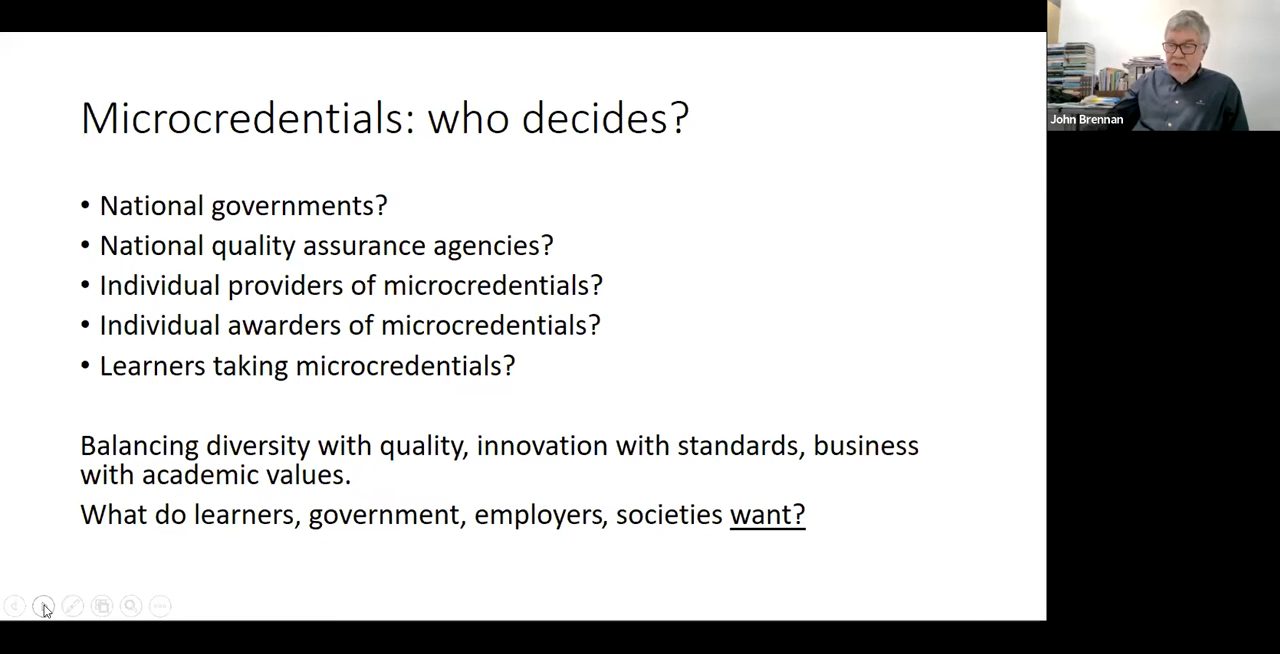 Microcredentials: who decides?
• National governments?
• National quality assurance agencies?
• Individual providers of microcredentials?
• Individual awarders of microcredentials?
• Learners taking microcredentials?
Balancing diversity with quality, innovation with standards, business
with academic values.
What do learners, government, employers, societies want?
John Brennan